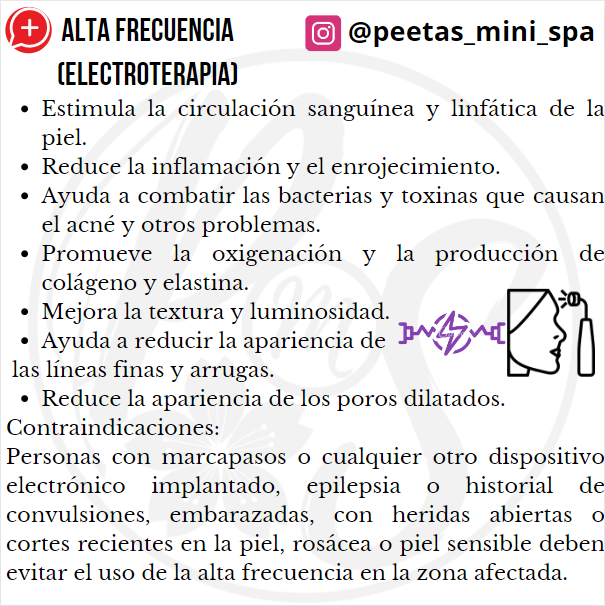 ALTA FRECUENCIA
(ELECTROTERAPIA)
@peetas_mini_spa
• Estimula la circulación sanguínea y linfática de la
piel.
• Reduce la inflamación y el enrojecimiento.
• Ayuda a combatir las bacterias y toxinas que causan
el acné y otros problemas.
• Promueve la oxigenación y la producción de
colágeno y elastina.
• Mejora la textura y luminosidad.
• Ayuda a reducir la apariencia de
las líneas finas y arrugas.
• Reduce la apariencia de los poros dilatados.
Contraindicaciones:
Personas con marcapasos o cualquier otro dispositivo
electrónico implantado, epilepsia o historial de
convulsiones, embarazadas, con heridas abiertas o
cortes recientes en la piel, rosácea o piel sensible deben
evitar el uso de la alta frecuencia en la zona afectada.